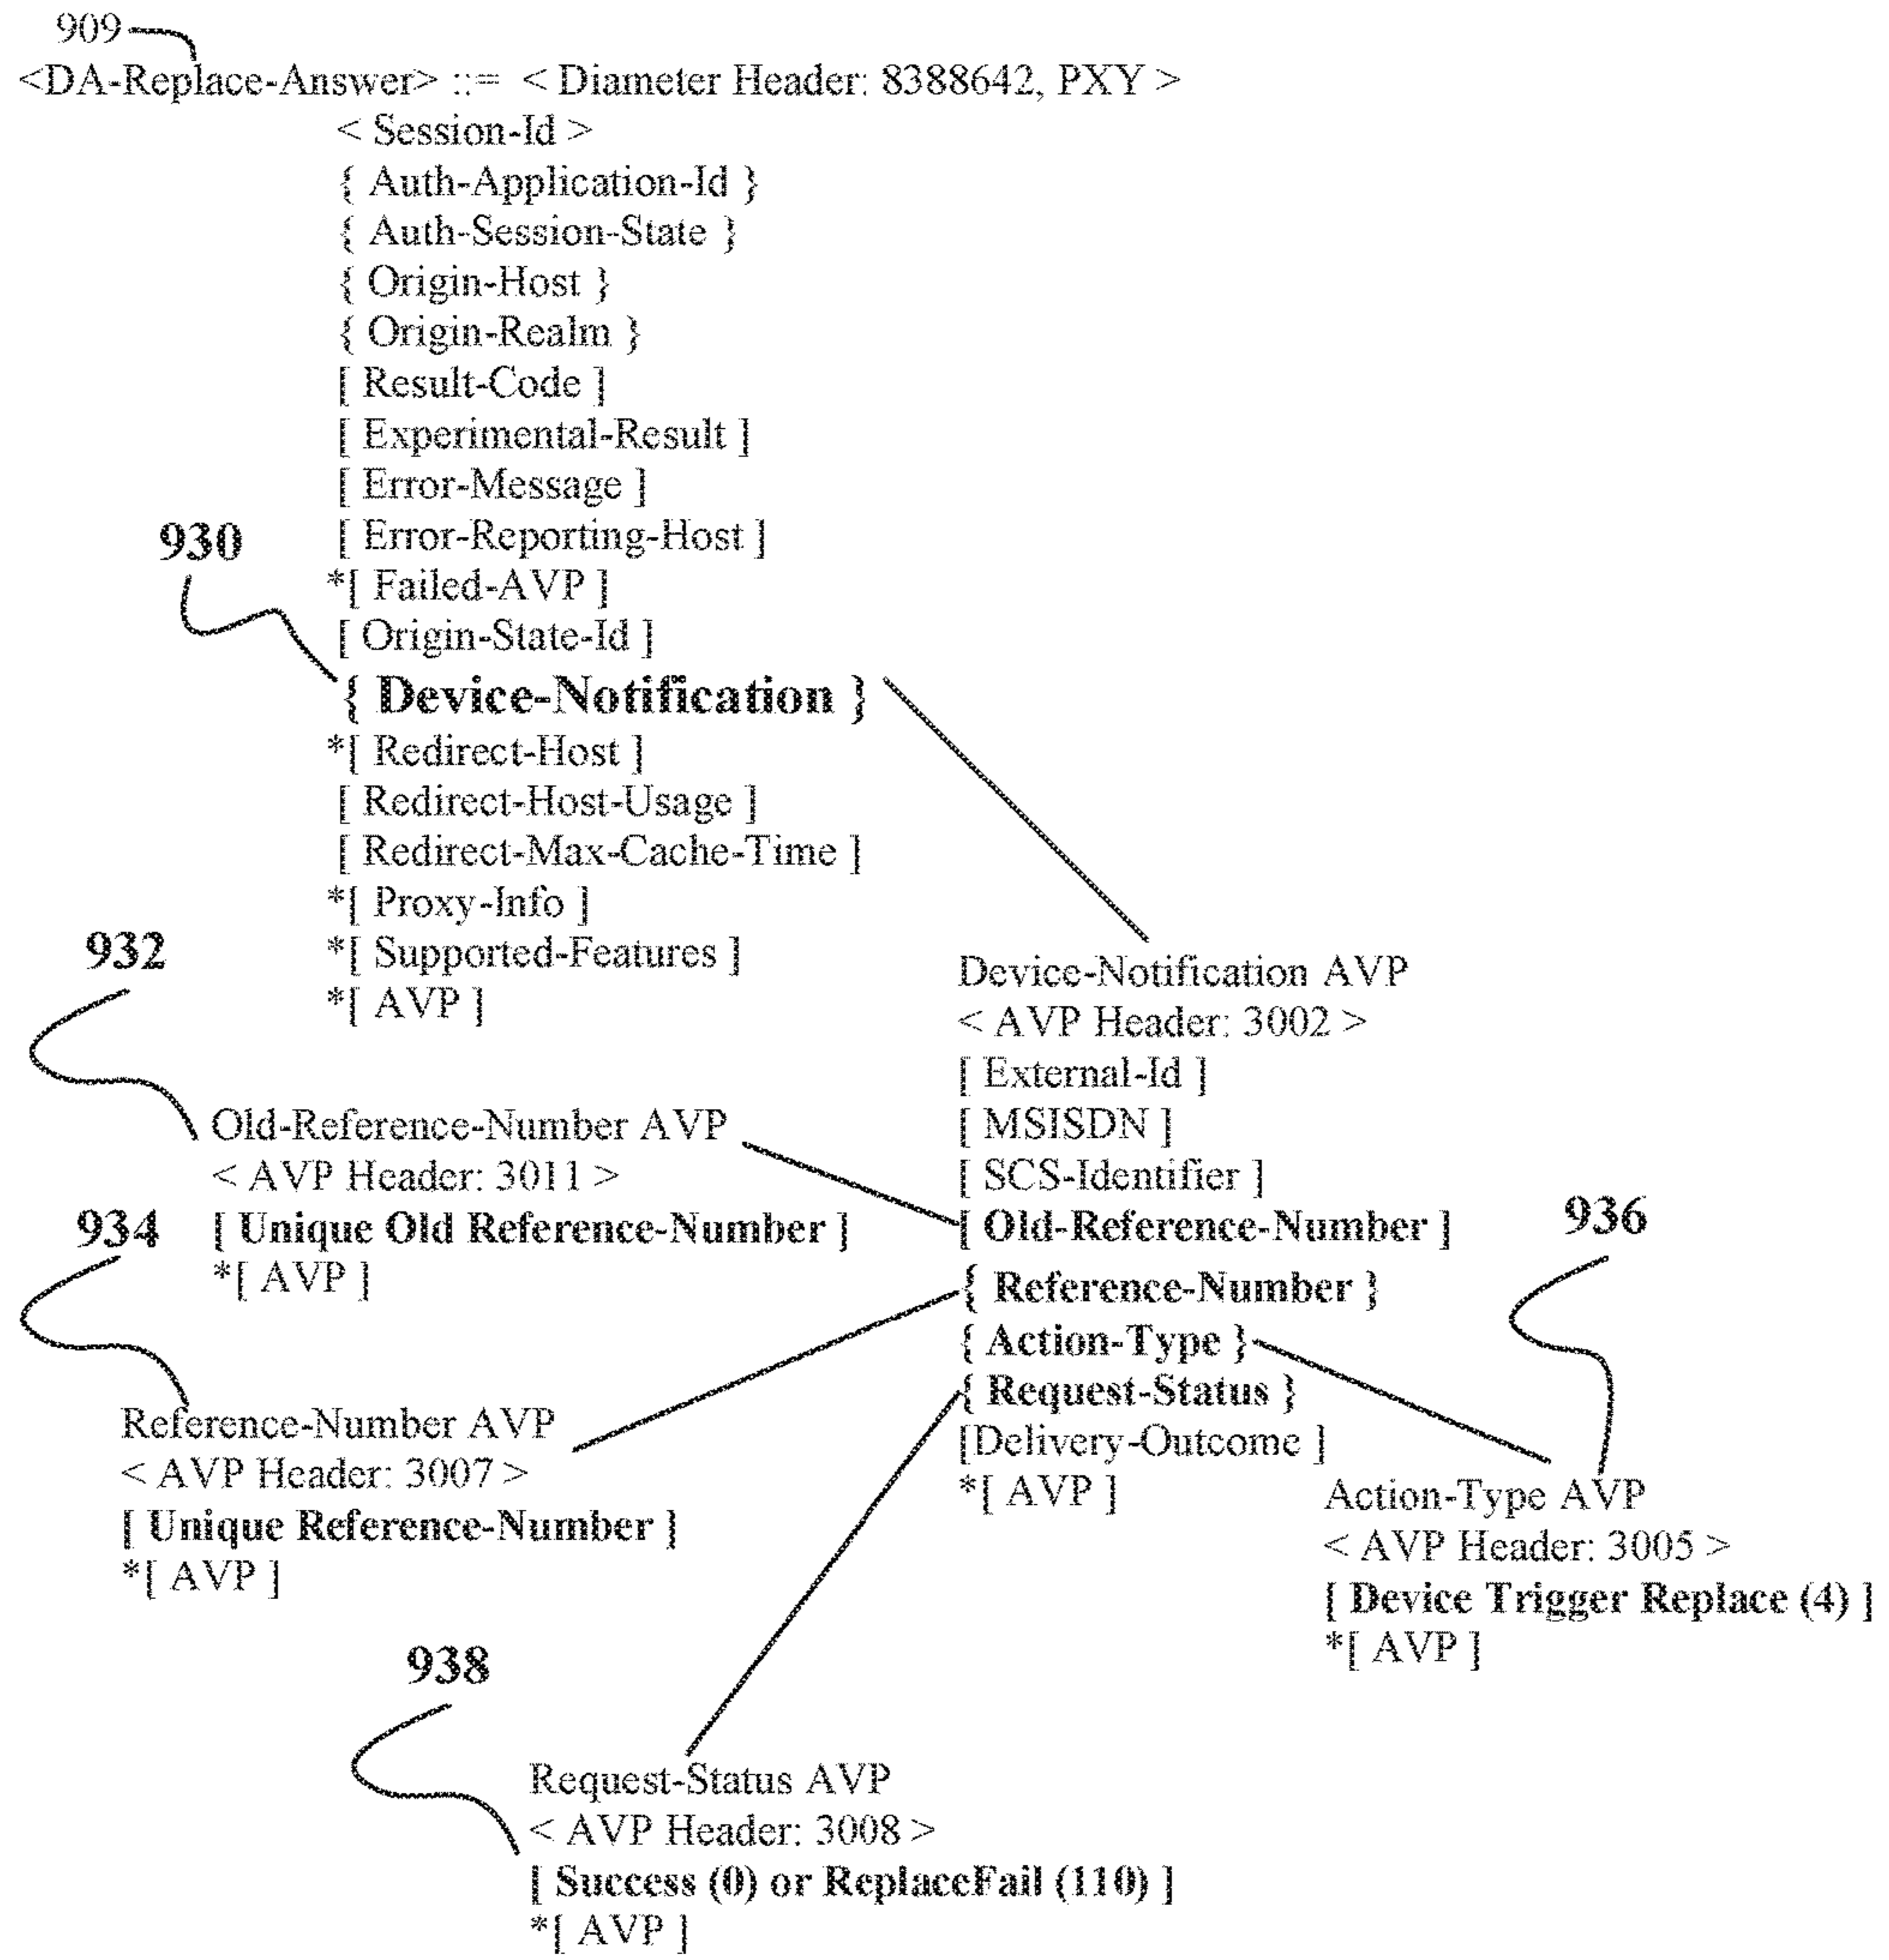 909
<DA-Replace-Answer> ::= < Diameter Header: 8388642, PXY >
< Session-Id >
{ Auth-Application-Id }
{ Auth-Session-State }
{ Origin-Host }
{ Origin-Realm }
[ Result-Code ]
[ Experimental-Result ]
[ Error-Message ]
[ Error-Reporting-Host ]
*[ Failed-AVP ]
[ Origin-State-Id ]
930
{ Device-Notification }
*[ Redirect-Host ]
[ Redirect-Host-Usage ]
[ Redirect-Max-Cache-Time ]
*[ Proxy-Info ]
*[ Supported-Features ]
*[ AVP ]
Device-Notification AVP
< AVP Header: 3002 >
[ External-Id ]
[ MSISDN ]
[ SCS-Identifier ]
[ Old-Reference-Number ]
{ Reference-Number }
{ Action-Type }
{ Request-Status }
[Delivery-Outcome ]
*[ AVP ]
932
Old-Reference-Number AVP
< AVP Header: 3011 >
[ Unique Old Reference-Number ]
*[ AVP ]
934
Reference-Number AVP
< AVP Header: 3007 >
[ Unique Reference-Number ]
*[ AVP ]
936
Action-Type AVP
< AVP Header: 3005 >
[ Device Trigger Replace (4) ]
*[ AVP ]
938
Request-Status AVP
< AVP Header: 3008 >
[ Success (0) or ReplaceFail (110) ]
*[ AVP ]